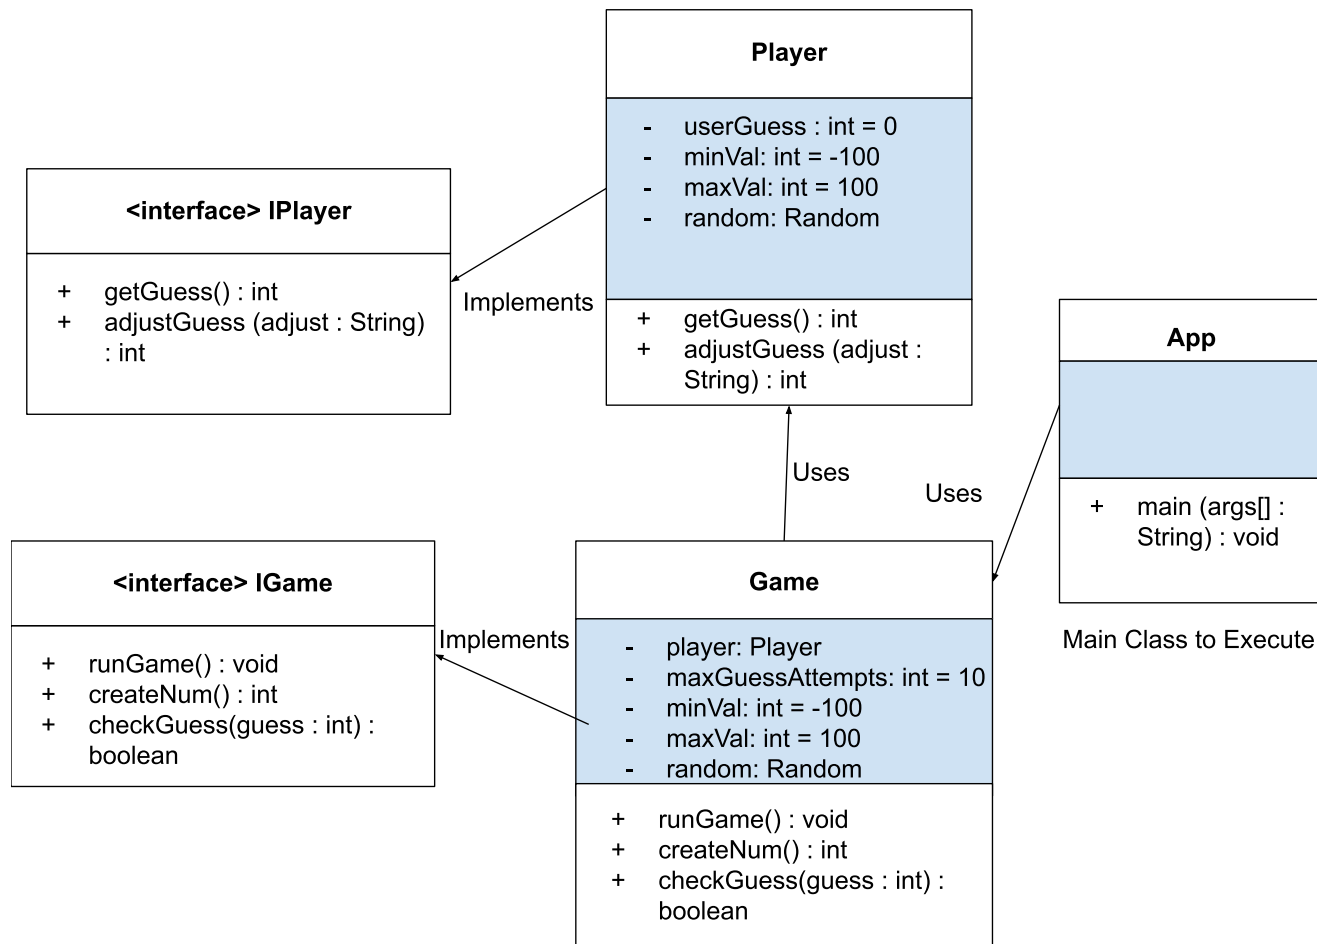 Player
- userGuess : int = 0
- minVal: int = -100
- maxVal: int = 100
- random: Random
+ getGuess() : int
+ adjustGuess (adjust :
String) : int
<interface> IPlayer
+ getGuess() : int
+ adjustGuess (adjust : String)
: int
Implements
App
+ main (args[] :
String) : void
Main Class to Execute
Uses
Uses
<interface> IGame
+ runGame() : void
+ createNum() : int
+ checkGuess(guess : int) :
boolean
Implements
Game
- player: Player
- maxGuessAttempts: int = 10
- minVal: int = -100
- maxVal: int = 100
- random: Random
+ runGame() : void
+ createNum() : int
+ checkGuess(guess : int) :
boolean